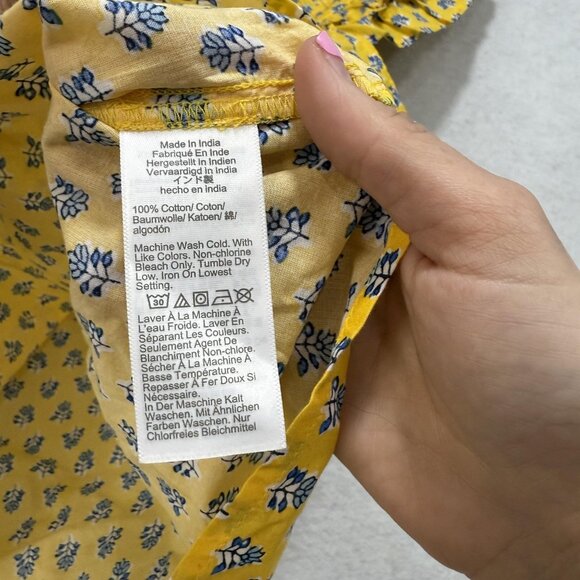 Made In India
Fabriqué En Inde
Hergestellt In Indien
Vervaardigd In India
インド製
hecho en india
100% Cotton/ Coton/
Baumwolle/ Katoen/ 綿/
algodón
Machine Wash Cold. With
Like Colors. Non-chlorine
Bleach Only. Tumble Dry
Low. Iron On Lowest
Setting.
30
Laver À La Machine À
L'eau Froide. Laver En
Séparant Les Couleurs.
Seulement Agent De
Blanchiment Non-chlore.
Sécher À La Machine À
Basse Température.
Repasser À Fer Doux Si
Nécessaire.
In Der Maschine Kalt
Waschen. Mit Ähnlichen
Farben Waschen. Nur
Chlorfreies Bleichmittel